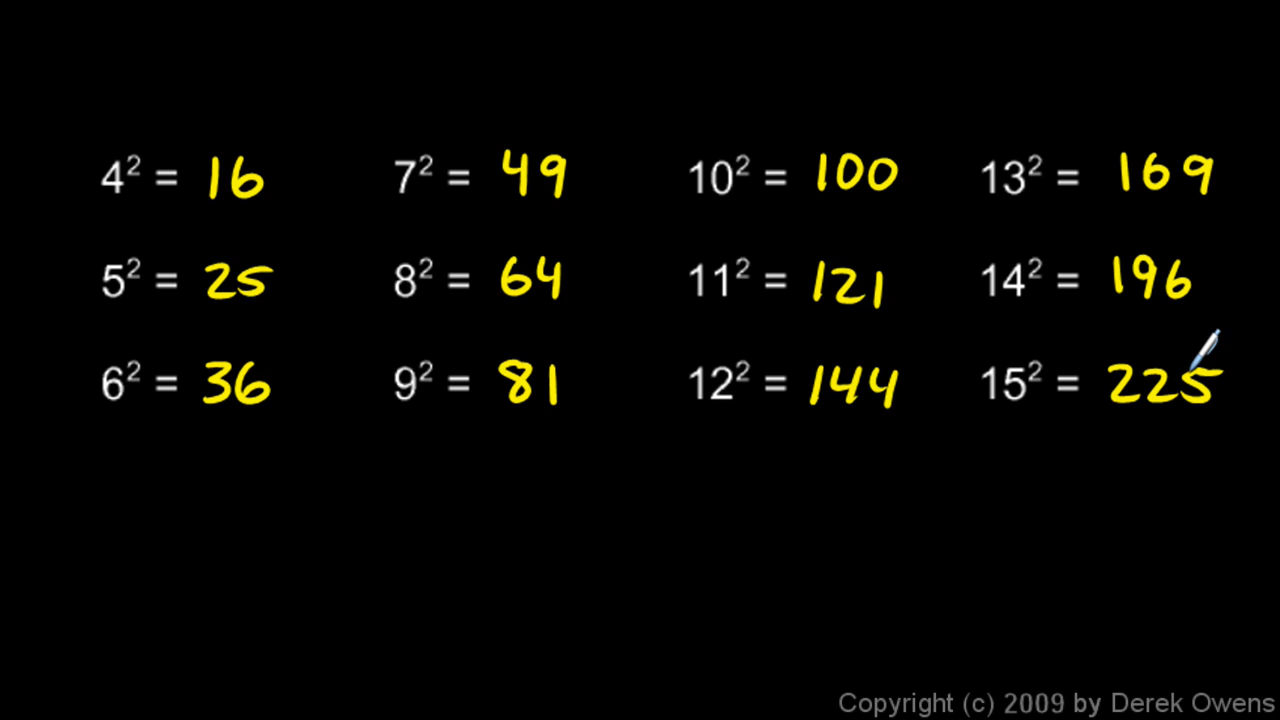 4² = 16 7² = 49 10² = 100 13² = 169
5² = 25 8² = 64 11² = 121 14² = 196
6² = 36 9² = 81 12² = 144 15² = 225
Copyright (c) 2009 by Derek Owens